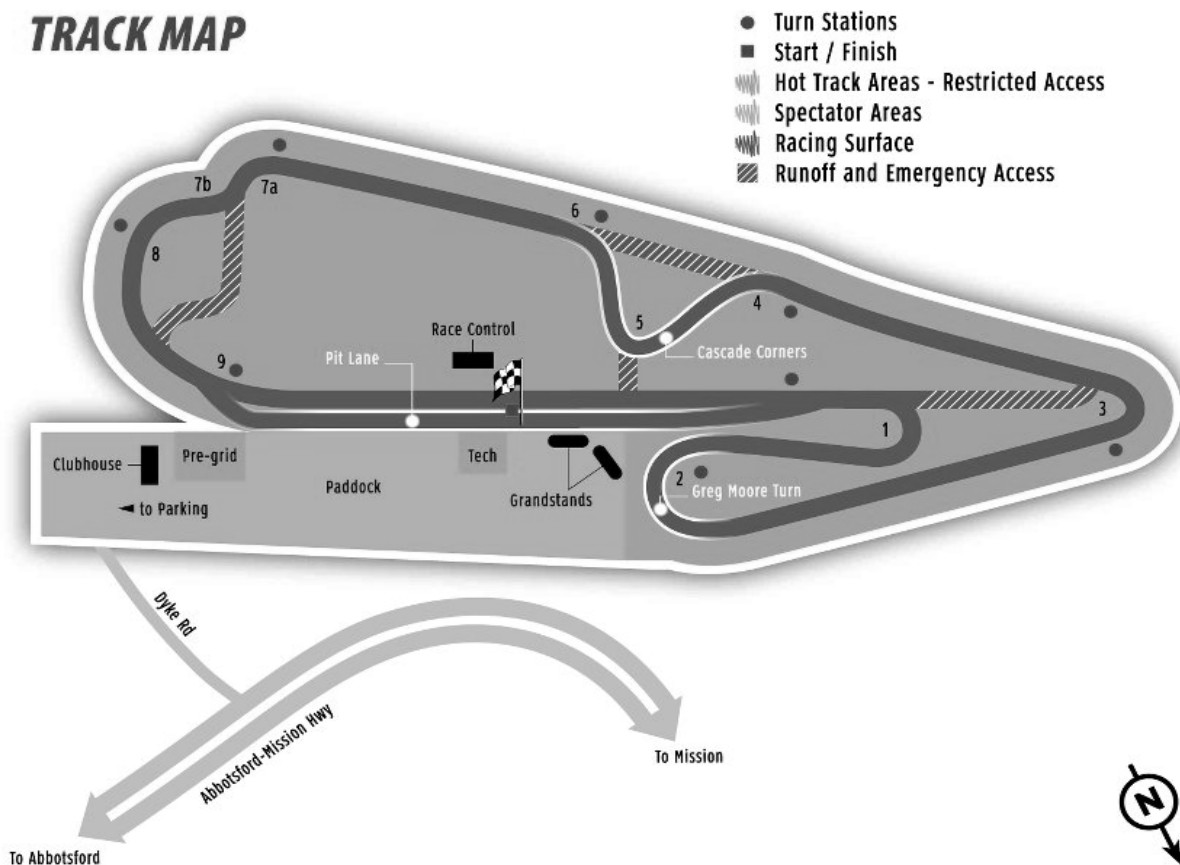 TRACK MAP
Turn Stations
Start / Finish
Hot Track Areas - Restricted Access
Spectator Areas
Racing Surface
Runoff and Emergency Access
7b
7a
6
8
4
5
Race Control
Cascade Corners
Pit Lane
9
3
1
Clubhouse
Pre-grid
Tech
2
Paddock
Grandstands
Greg Moore Turn
to Parking
Dyke Rd
Abbotsford-Mission Hwy
To Mission
N
To Abbotsford